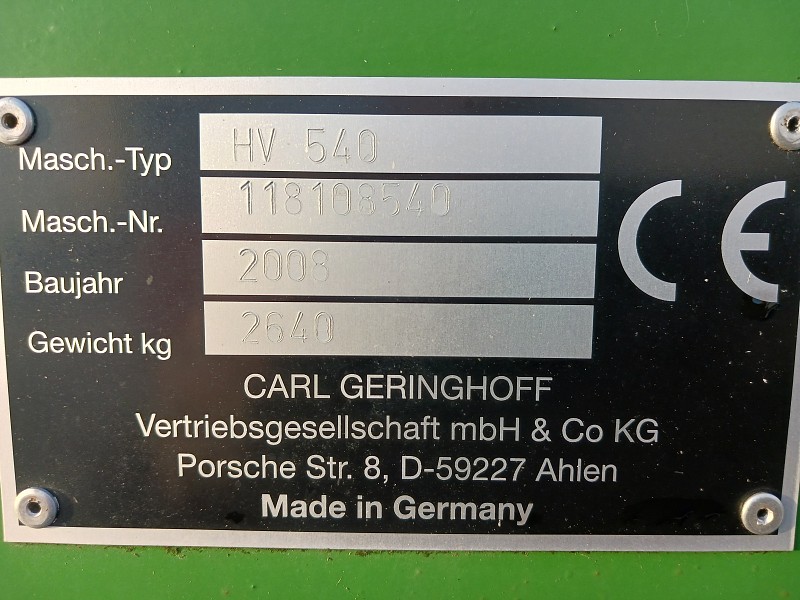 Masch.-Typ HV 540
Masch.-Nr. 118108540
Baujahr 2008
Gewicht kg 2640
CE
CARL GERINGHOFF
Vertriebsgesellschaft mbH & Co KG
Porsche Str. 8, D-59227 Ahlen
Made in Germany